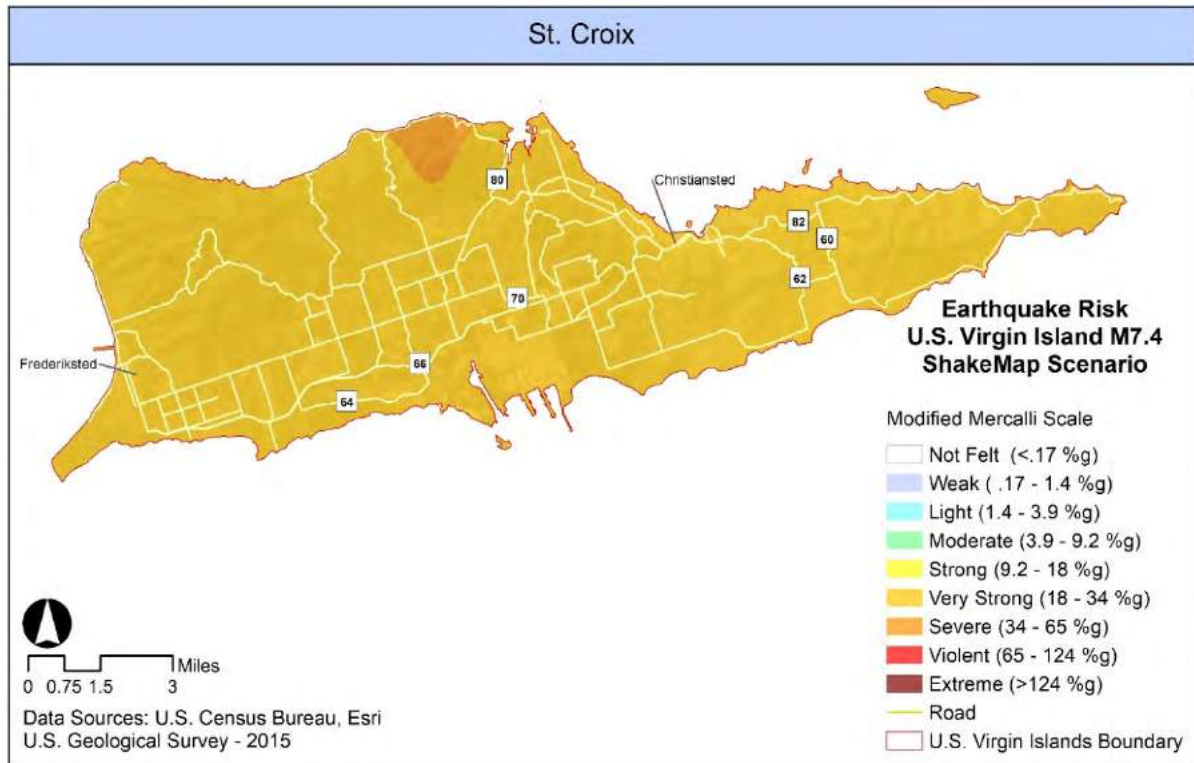 St. Croix
80
Christiansted
82
60
62
70
Earthquake Risk
U.S. Virgin Island M7.4
ShakeMap Scenario
Frederiksted
66
64
Modified Mercalli Scale
Not Felt (<.17 %g)
Weak ( .17 - 1.4 %g)
Light (1.4 - 3.9 %g)
Moderate (3.9 - 9.2 %g)
Strong (9.2 - 18 %g)
Very Strong (18 - 34 %g)
Severe (34 - 65 %g)
Violent (65 - 124 %g)
Extreme (>124 %g)
Road
U.S. Virgin Islands Boundary
Miles
0 0.75 1.5 3
Data Sources: U.S. Census Bureau, Esri
U.S. Geological Survey - 2015